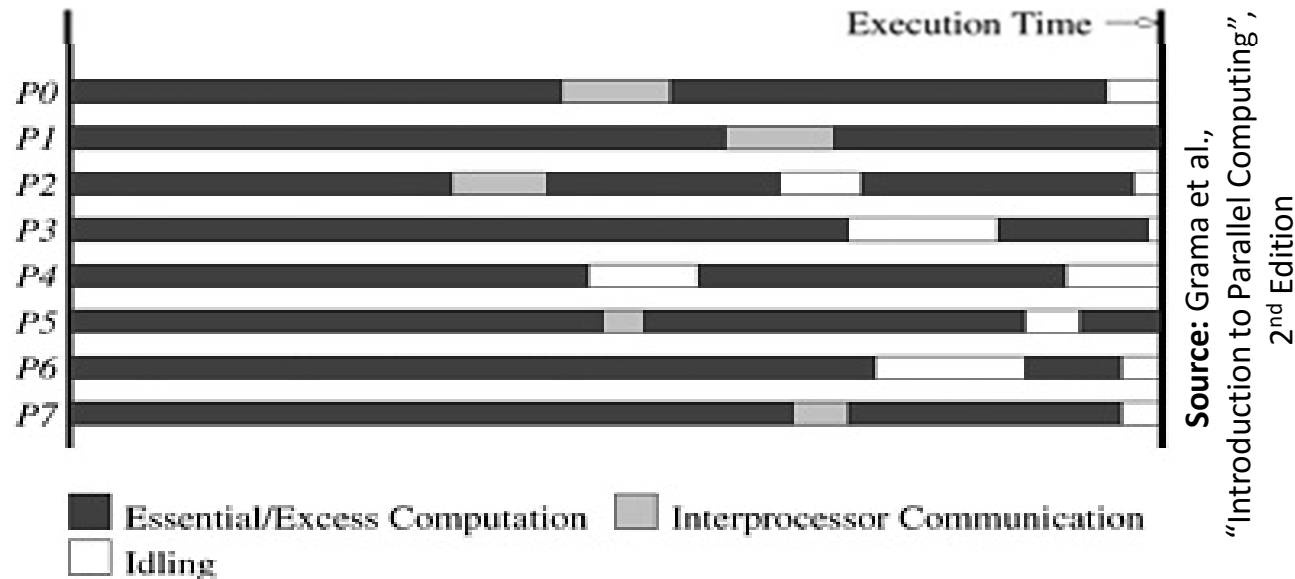 Execution Time
P0
P1
P2
P3
P4
P5
P6
P7
Essential/Excess Computation
Interprocessor Communication
Idling
Source: Grama et al.,
“Introduction to Parallel Computing”,
2nd Edition